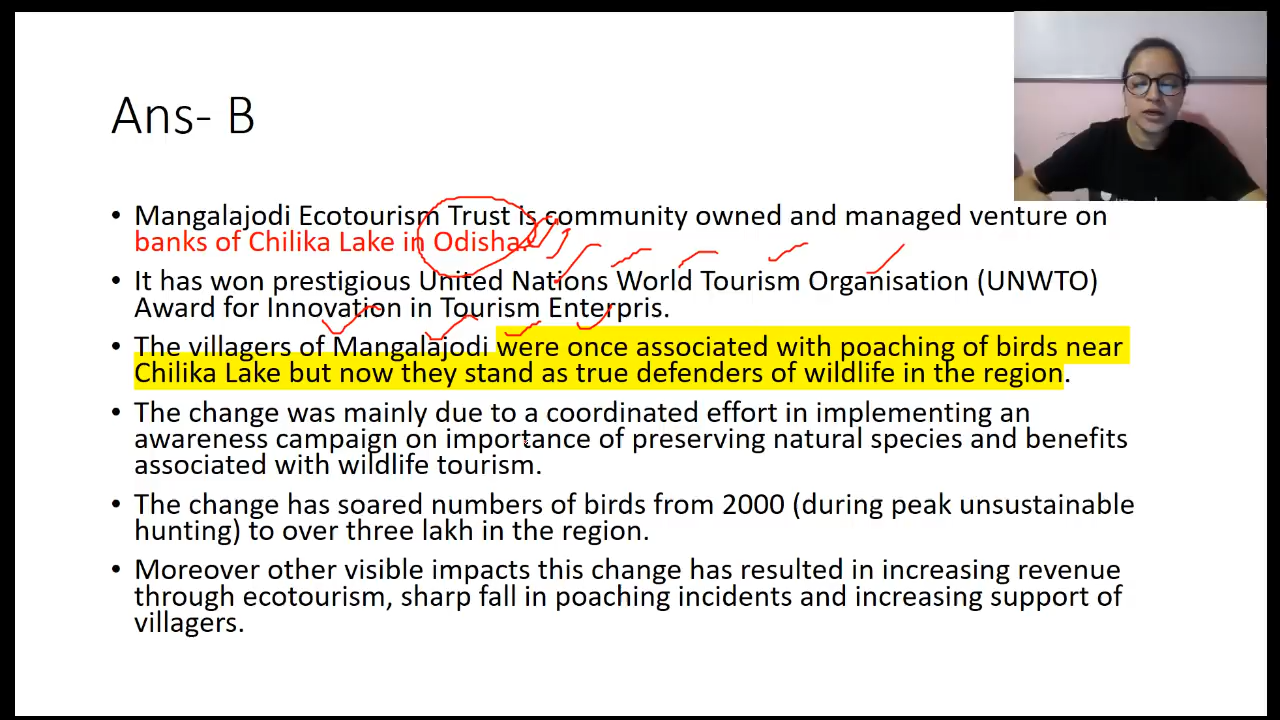 Ans- B
• Mangalajodi Ecotourism Trust is community owned and managed venture on
banks of Chilika Lake in Odisha.
• It has won prestigious United Nations World Tourism Organisation (UNWTO)
Award for Innovation in Tourism Enterpris.
• The villagers of Mangalajodi were once associated with poaching of birds near
Chilika Lake but now they stand as true defenders of wildlife in the region.
• The change was mainly due to a coordinated effort in implementing an
awareness campaign on importance of preserving natural species and benefits
associated with wildlife tourism.
• The change has soared numbers of birds from 2000 (during peak unsustainable
hunting) to over three lakh in the region.
• Moreover other visible impacts this change has resulted in increasing revenue
through ecotourism, sharp fall in poaching incidents and increasing support of
villagers.